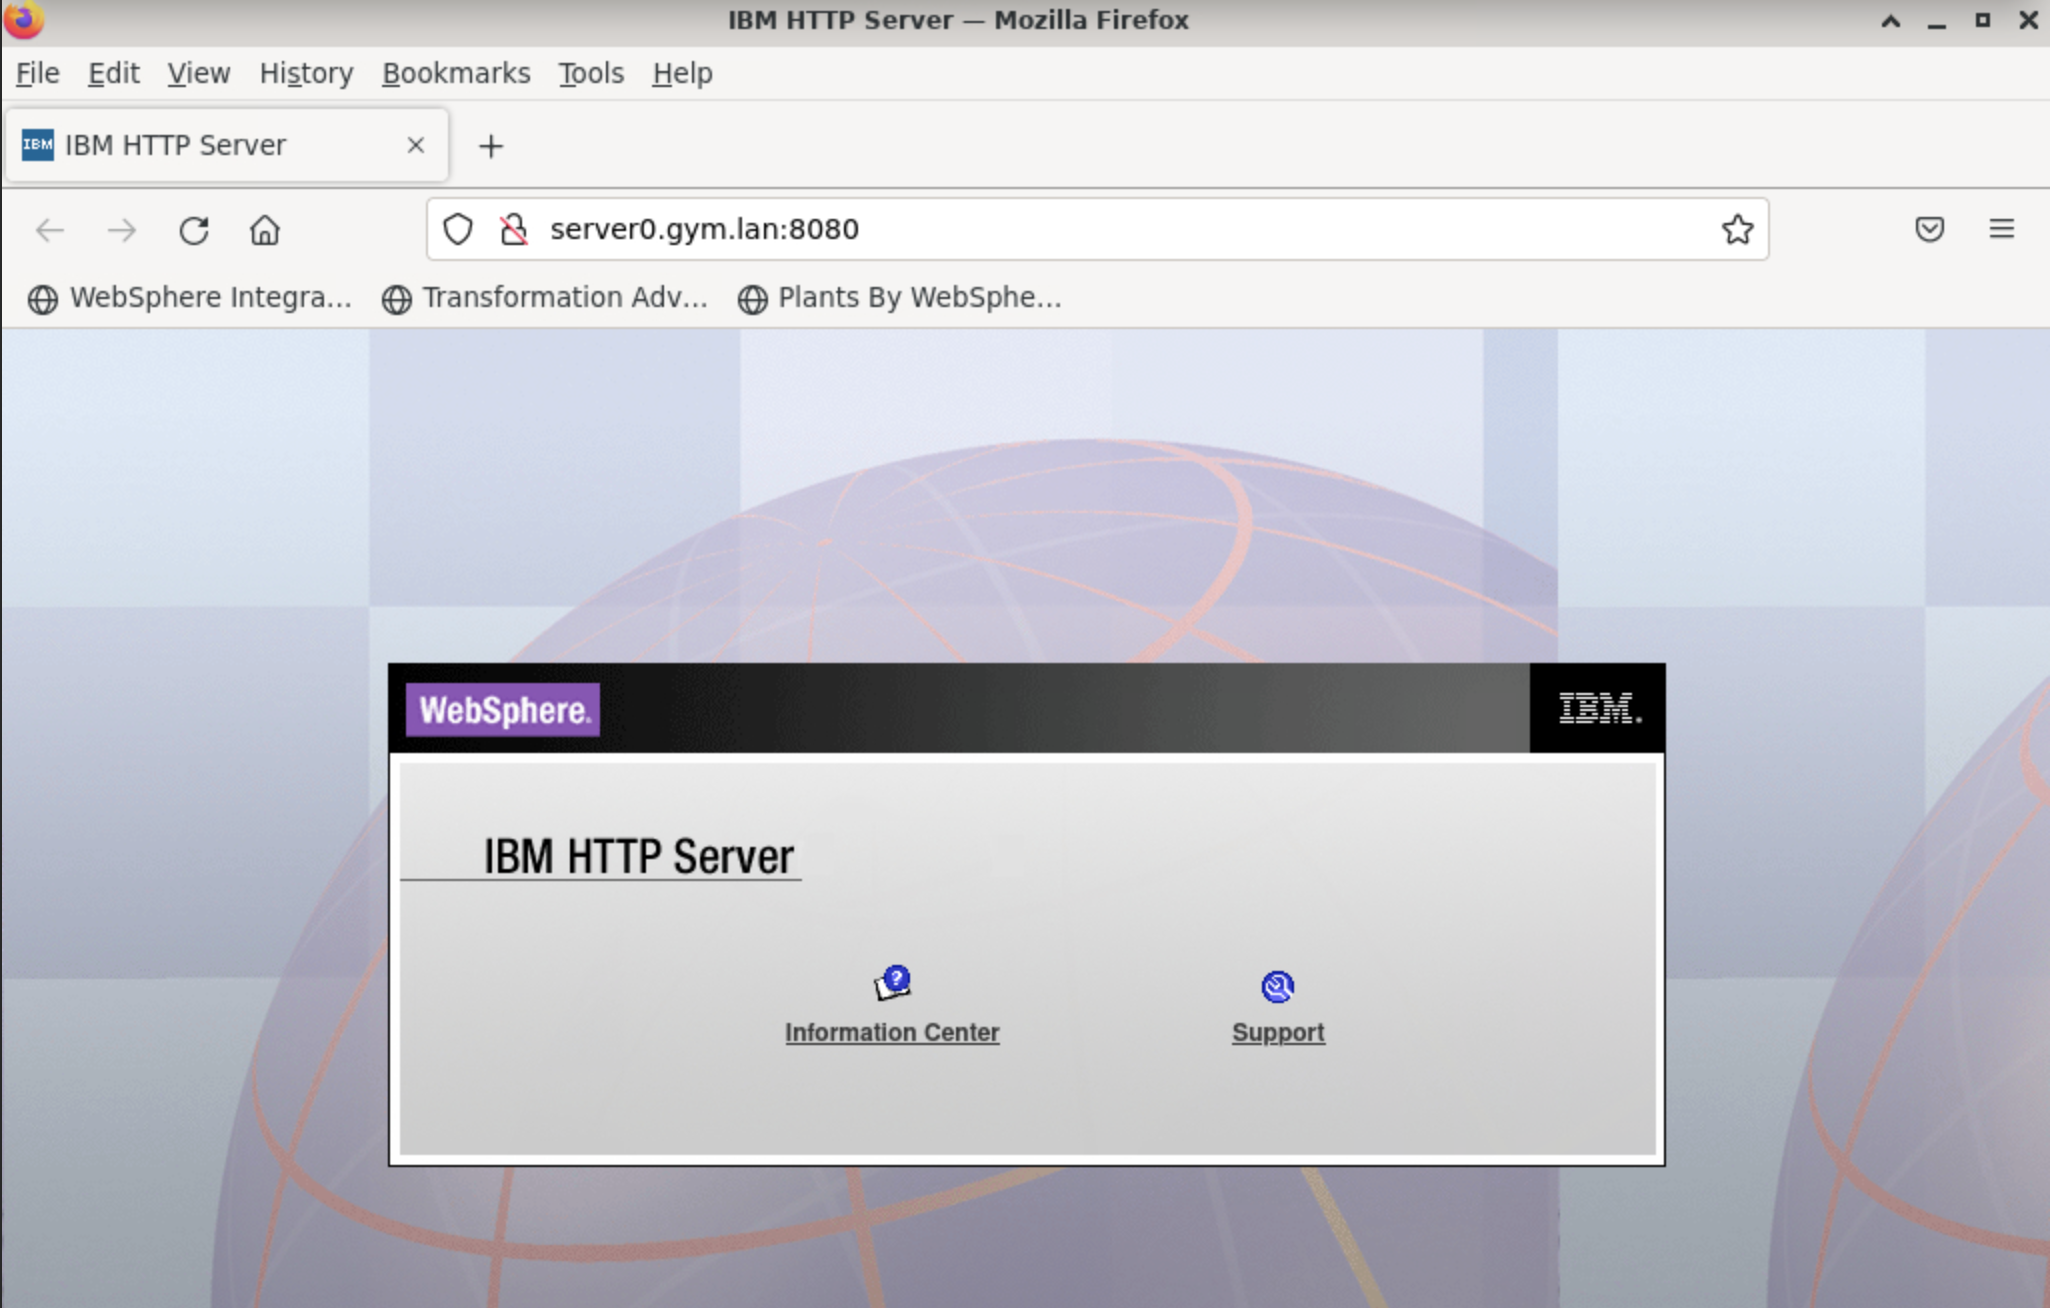 IBM HTTP Server — Mozilla Firefox
File Edit View History Bookmarks Tools Help
IBM IBM HTTP Server
server0.gym.lan:8080
WebSphere Integra... Transformation Adv... Plants By WebSphe...
WebSphere. IBM.
IBM HTTP Server
?
Information Center Support